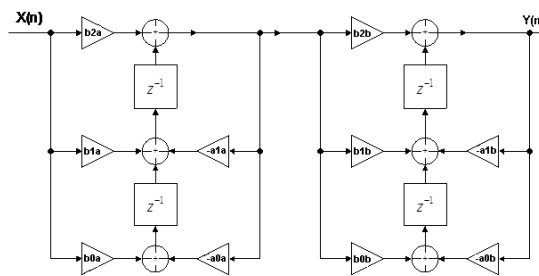 X(n) b2a + b2b + Y(n
z⁻¹ z⁻¹
b1a + -a1a b1b + -a1b
z⁻¹ z⁻¹
b0a + -a0a b0b + -a0b